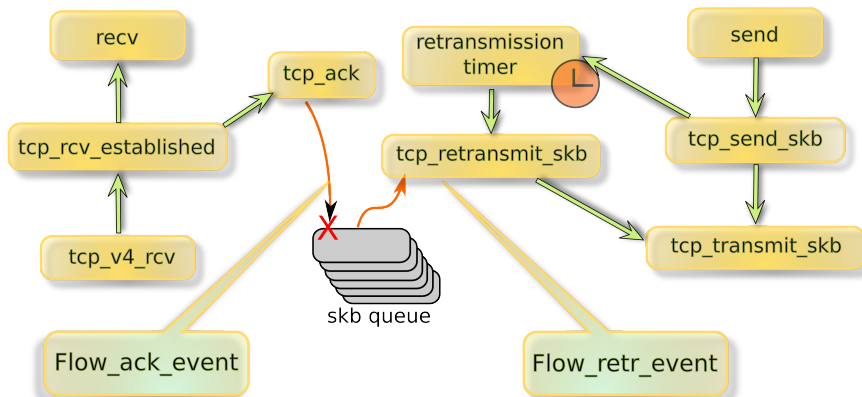 recv
tcp_ack
tcp_rcv_established
tcp_v4_rcv
retransmission
timer
send
tcp_send_skb
tcp_retransmit_skb
tcp_transmit_skb
X
skb queue
Flow_ack_event
Flow_retr_event